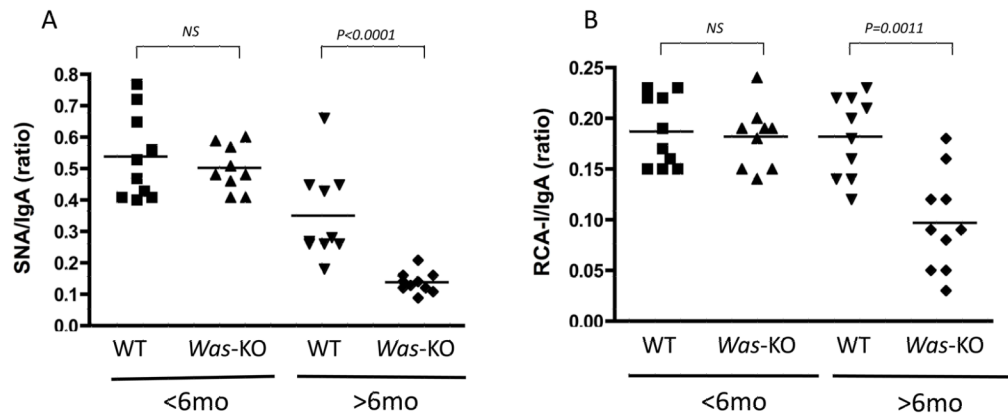 A
NS
P<0.0001
SNA/IgA (ratio)
0.8
0.7
0.6
0.5
0.4
0.3
0.2
0.1
0.0
WT
Was-KO
WT
Was-KO
<6mo
>6mo
B
NS
P=0.0011
RCA-I/IgA (ratio)
0.25
0.20
0.15
0.10
0.05
0.00
WT
Was-KO
WT
Was-KO
<6mo
>6mo